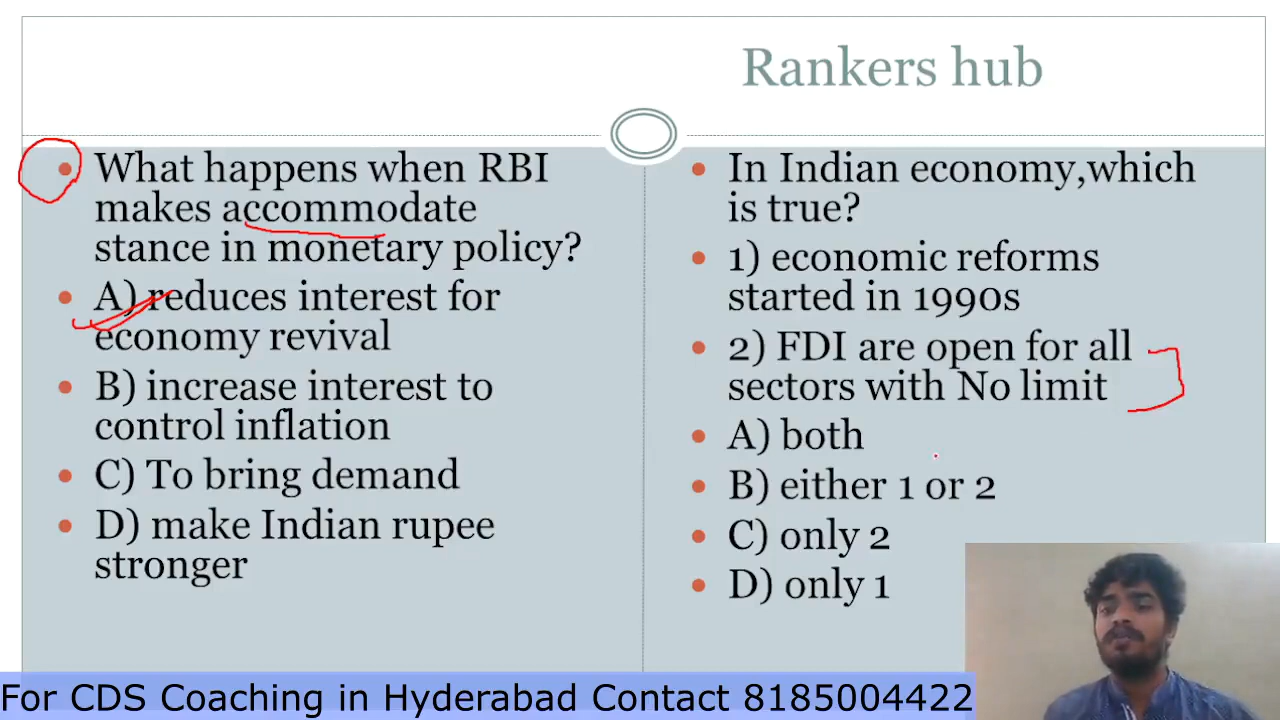 Rankers hub
What happens when RBI
makes accommodate
stance in monetary policy?
A) reduces interest for
economy revival
B) increase interest to
control inflation
C) To bring demand
D) make Indian rupee
stronger
In Indian economy,which
is true?
1) economic reforms
started in 1990s
2) FDI are open for all
sectors with No limit
A) both
B) either 1 or 2
C) only 2
D) only 1
For CDS Coaching in Hyderabad Contact 8185004422